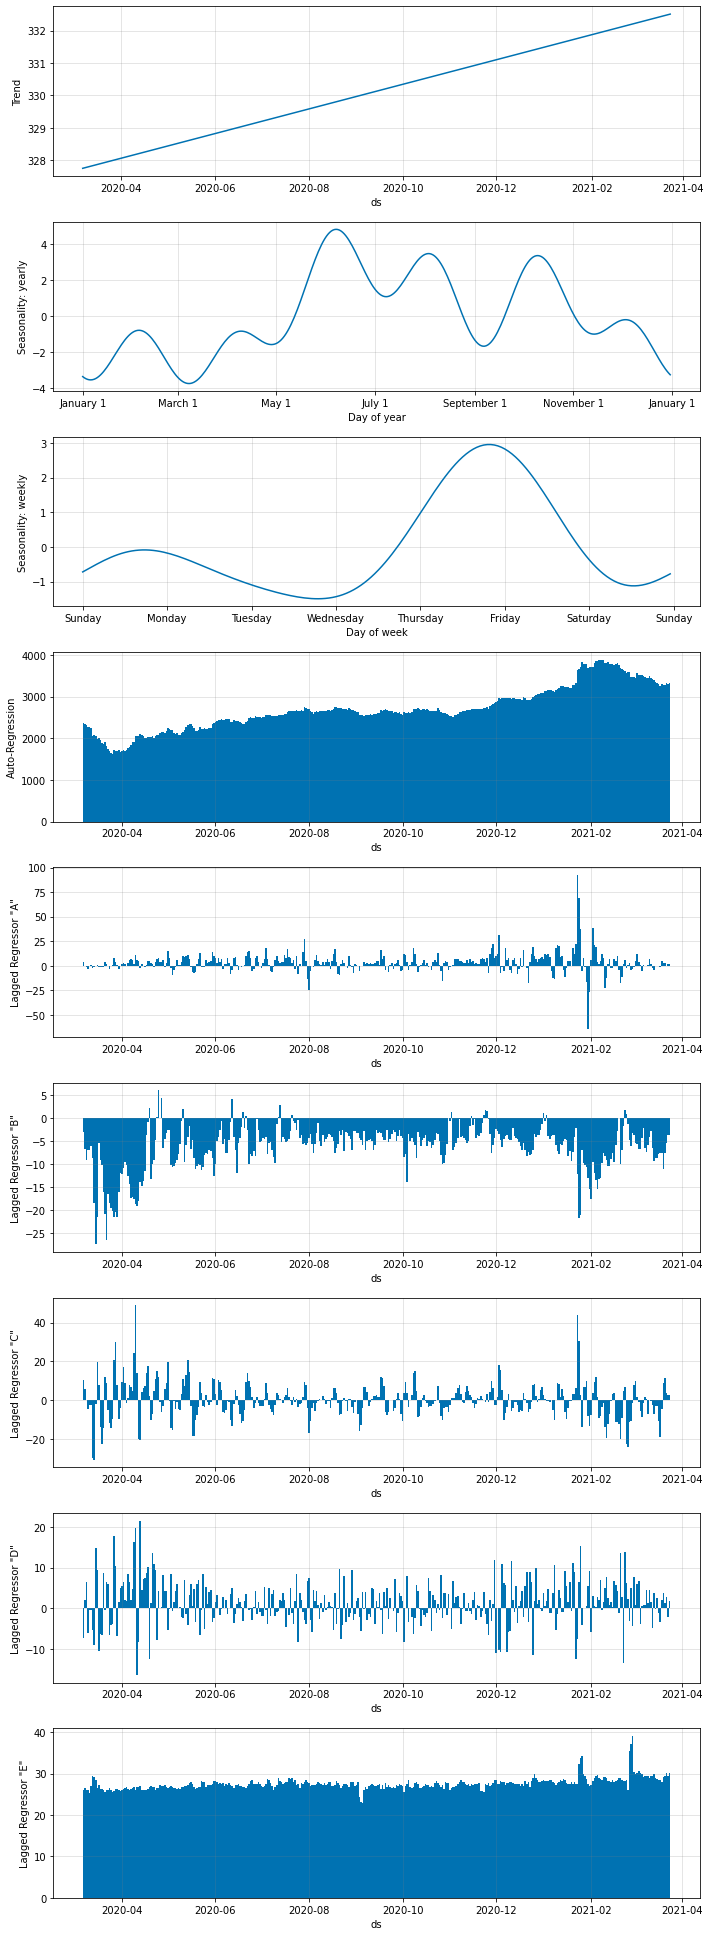 332
331
330
329
328
Trend
2020-04 2020-06 2020-08 2020-10 2020-12 2021-02 2021-04
ds
4
2
0
−2
−4
Seasonality: yearly
January 1 March 1 May 1 July 1 September 1 November 1 January 1
Day of year
3
2
1
0
−1
Seasonality: weekly
Sunday Monday Tuesday Wednesday Thursday Friday Saturday Sunday
Day of week
4000
3000
2000
1000
0
Auto-Regression
2020-04 2020-06 2020-08 2020-10 2020-12 2021-02 2021-04
ds
100
75
50
25
0
−25
−50
Lagged Regressor "A"
2020-04 2020-06 2020-08 2020-10 2020-12 2021-02 2021-04
ds
5
0
−5
−10
−15
−20
−25
Lagged Regressor "B"
2020-04 2020-06 2020-08 2020-10 2020-12 2021-02 2021-04
ds
40
20
0
−20
Lagged Regressor "C"
2020-04 2020-06 2020-08 2020-10 2020-12 2021-02 2021-04
ds
20
10
0
−10
Lagged Regressor "D"
2020-04 2020-06 2020-08 2020-10 2020-12 2021-02 2021-04
ds
40
30
20
10
0
Lagged Regressor "E"
2020-04 2020-06 2020-08 2020-10 2020-12 2021-02 2021-04
ds